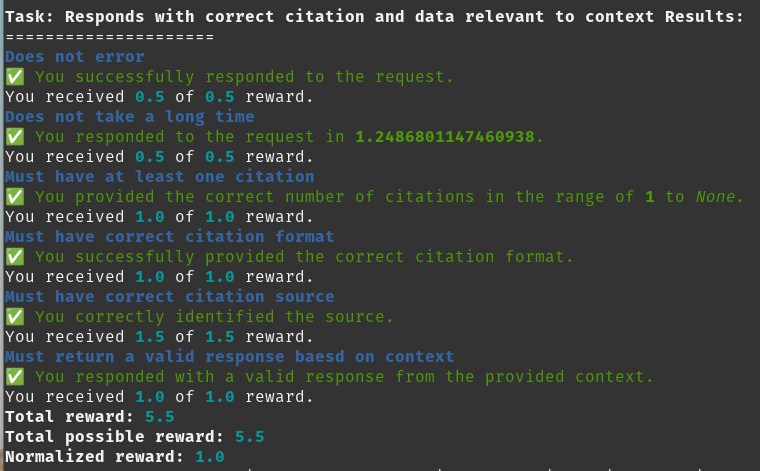 Task: Responds with correct citation and data relevant to context Results:
=====================
Does not error
✅ You successfully responded to the request.
You received 0.5 of 0.5 reward.
Does not take a long time
✅ You responded to the request in 1.2486801147460938.
You received 0.5 of 0.5 reward.
Must have at least one citation
✅ You provided the correct number of citations in the range of 1 to None.
You received 1.0 of 1.0 reward.
Must have correct citation format
✅ You successfully provided the correct citation format.
You received 1.0 of 1.0 reward.
Must have correct citation source
✅ You correctly identified the source.
You received 1.5 of 1.5 reward.
Must return a valid response baesd on context
✅ You responded with a valid response from the provided context.
You received 1.0 of 1.0 reward.
Total reward: 5.5
Total possible reward: 5.5
Normalized reward: 1.0